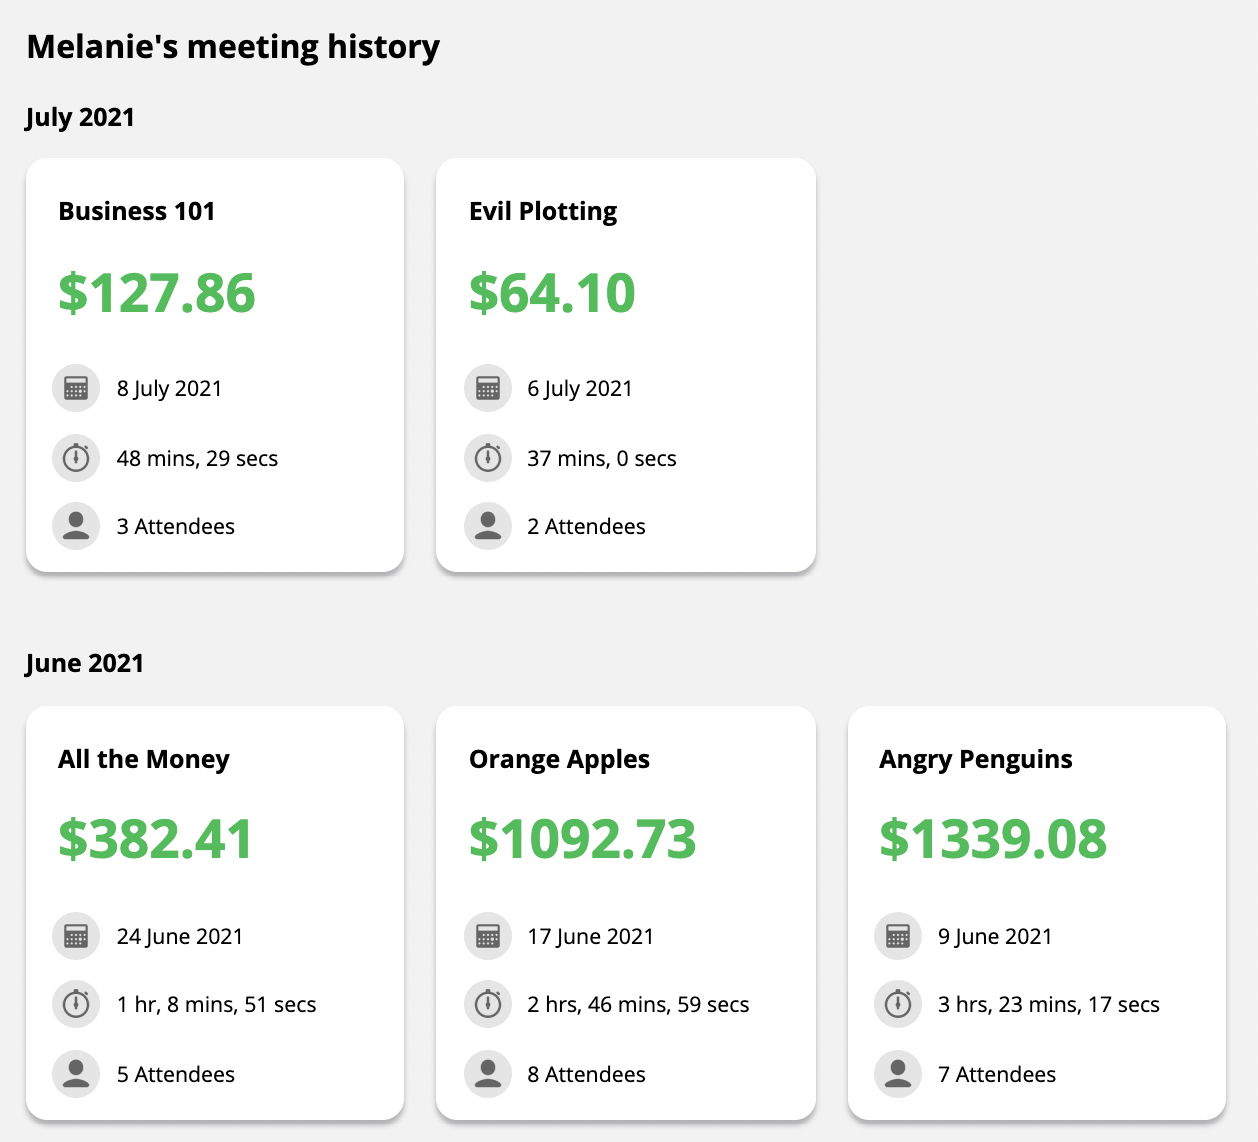 Melanie's meeting history
July 2021
Business 101
$127.86
8 July 2021
48 mins, 29 secs
3 Attendees
Evil Plotting
$64.10
6 July 2021
37 mins, 0 secs
2 Attendees
June 2021
All the Money
$382.41
24 June 2021
1 hr, 8 mins, 51 secs
5 Attendees
Orange Apples
$1092.73
17 June 2021
2 hrs, 46 mins, 59 secs
8 Attendees
Angry Penguins
$1339.08
9 June 2021
3 hrs, 23 mins, 17 secs
7 Attendees